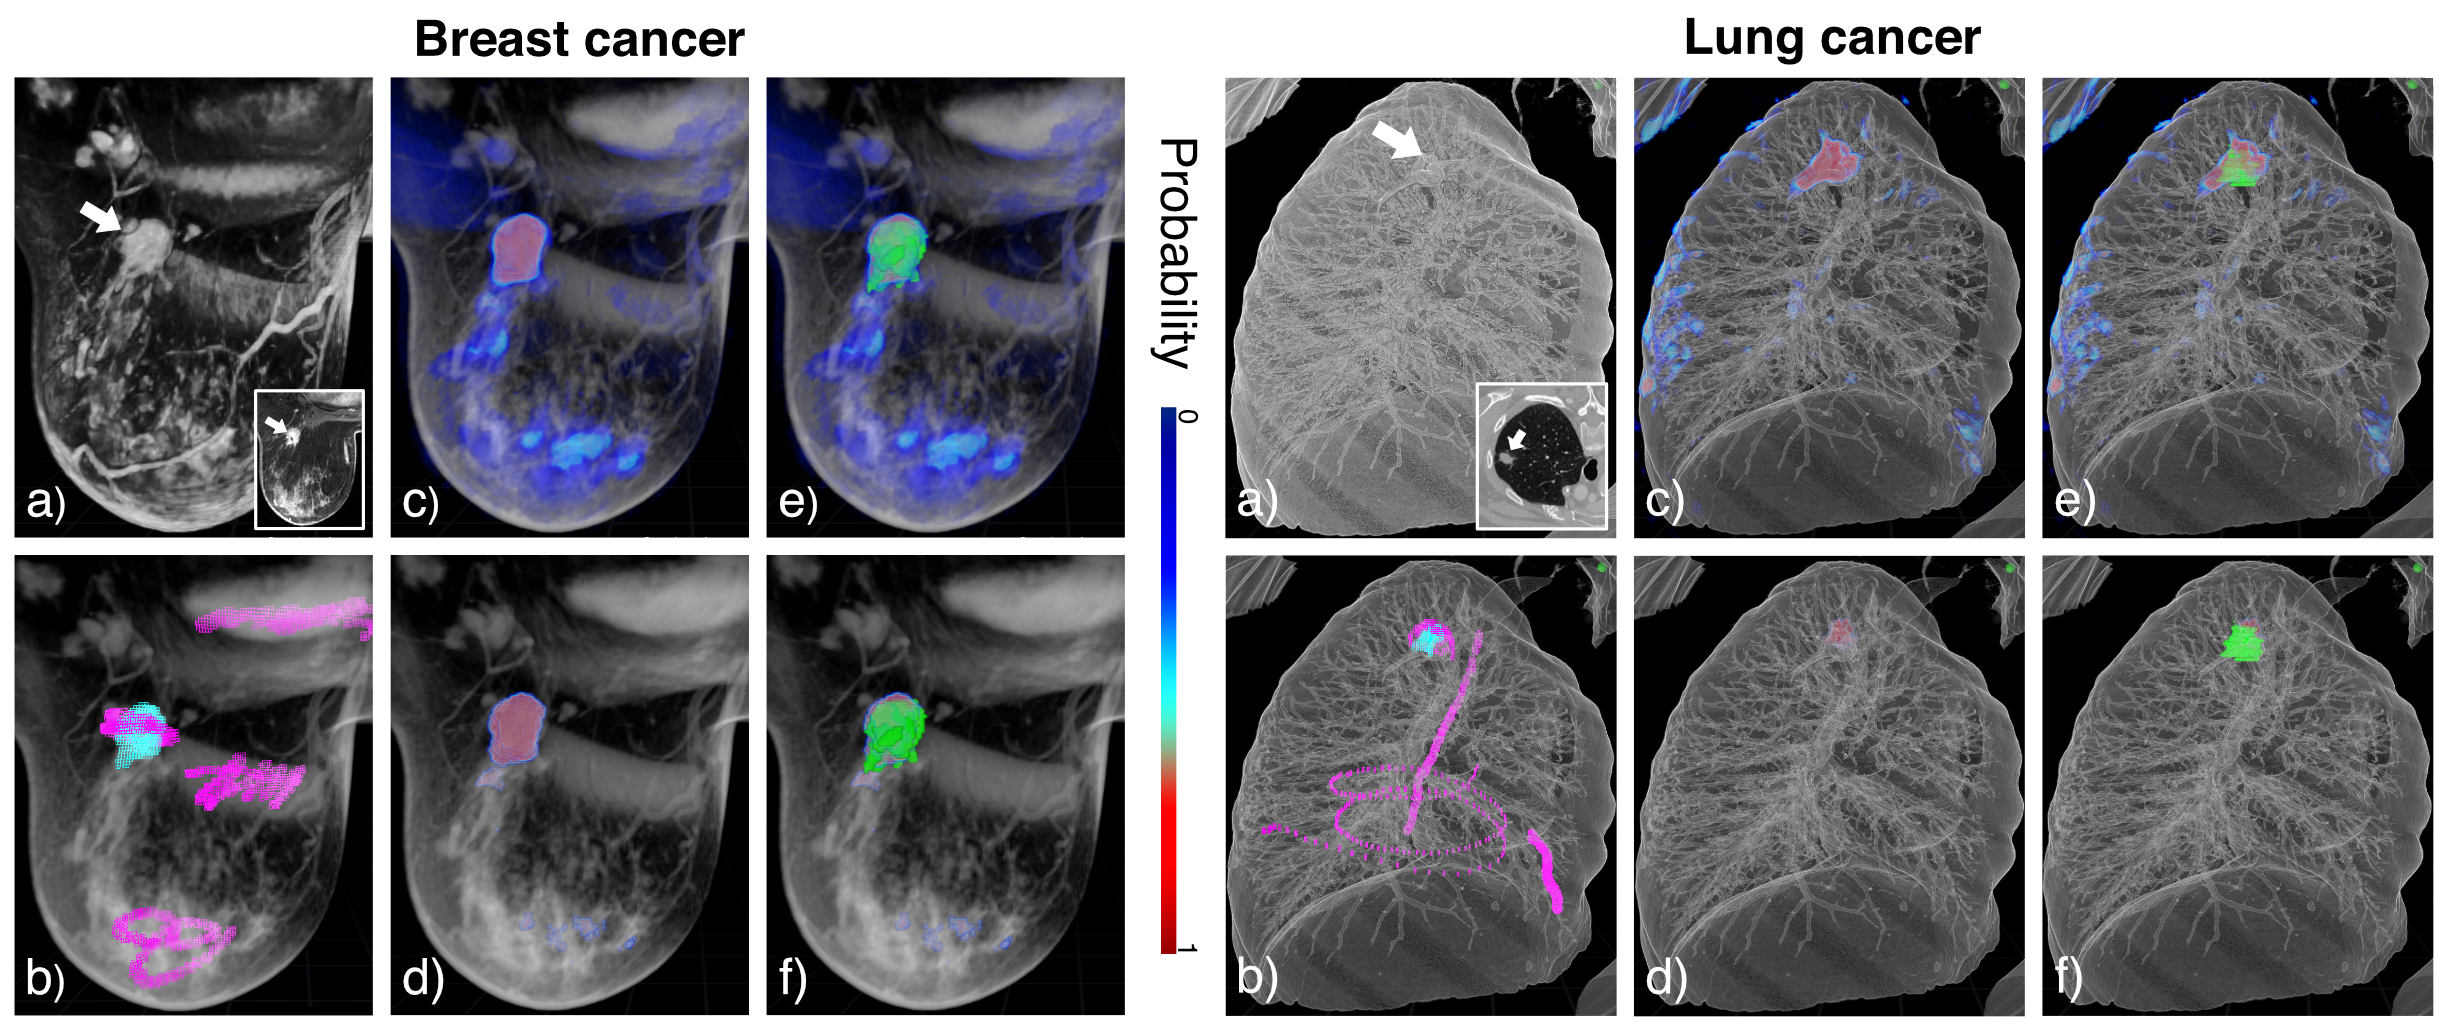 Breast cancer
Lung cancer
a)
c)
e)
Probability
0
1
a)
c)
e)
b)
d)
f)
b)
d)
f)